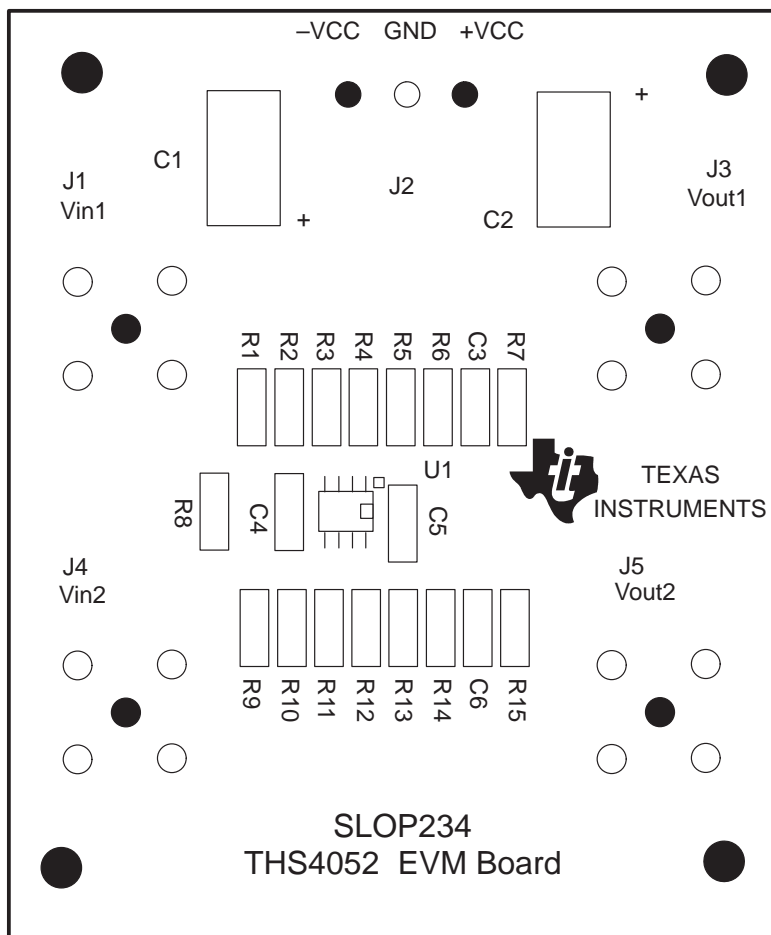 –VCC GND +VCC
+
C1
J1
Vin1
J2
J3
Vout1
C2
+
R1 R2 R3 R4 R5 R6 C3 R7
U1
R8
C4
C5
TEXAS
INSTRUMENTS
J4
Vin2
J5
Vout2
R9 R10 R11 R12 R13 R14 C6 R15
SLOP234
THS4052 EVM Board